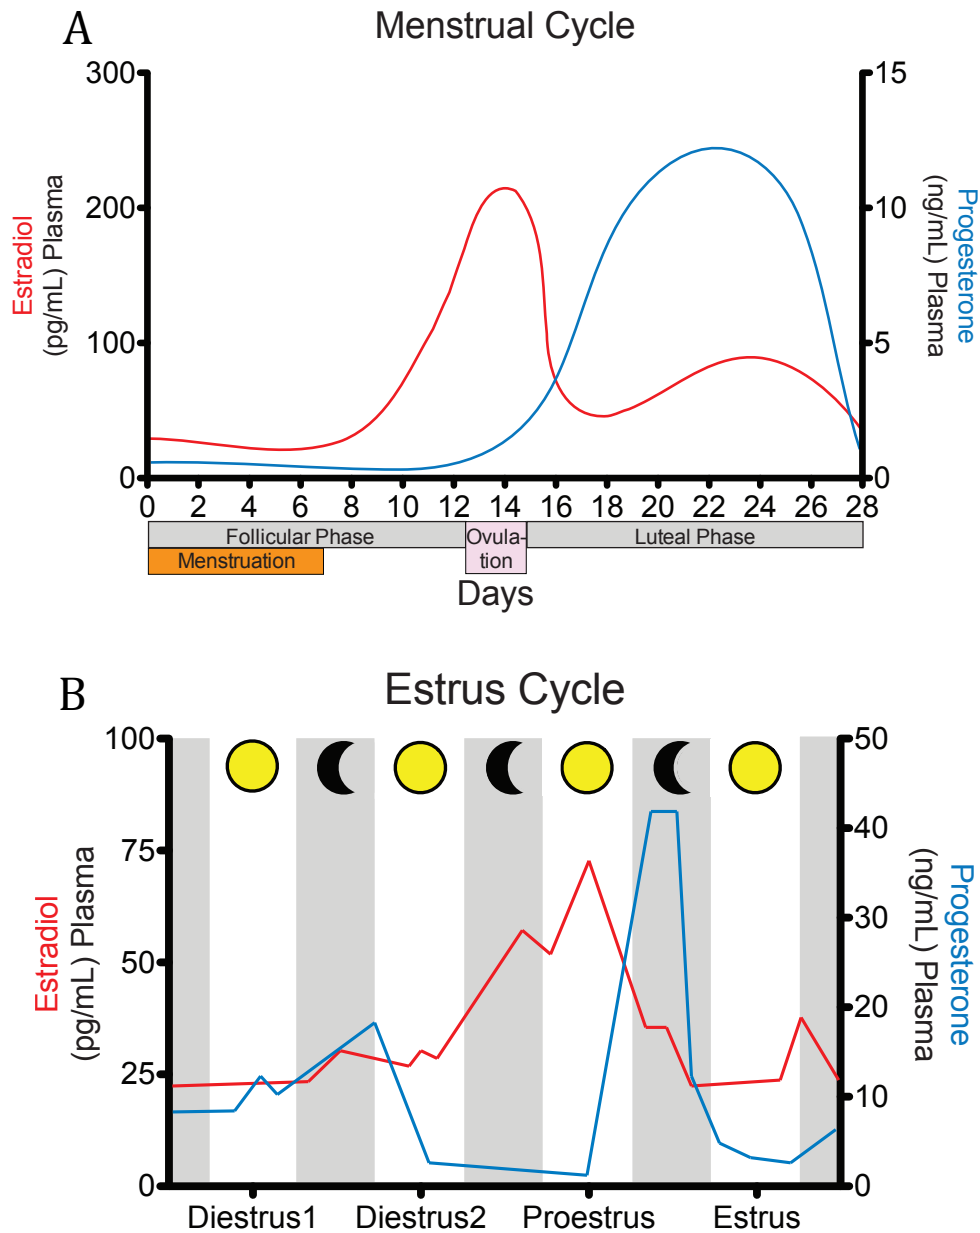 A
Menstrual Cycle
300
200
100
0
Estradiol
(pg/mL) Plasma
15
10
5
0
Progesterone
(ng/mL) Plasma
0 2 4 6 8 10 12 14 16 18 20 22 24 26 28
Follicular Phase
Ovula-
tion
Luteal Phase
Menstruation
Days
B
Estrus Cycle
100
75
50
25
0
Estradiol
(pg/mL) Plasma
50
40
30
20
10
0
Progesterone
(ng/mL) Plasma
Diestrus1 Diestrus2 Proestrus Estrus